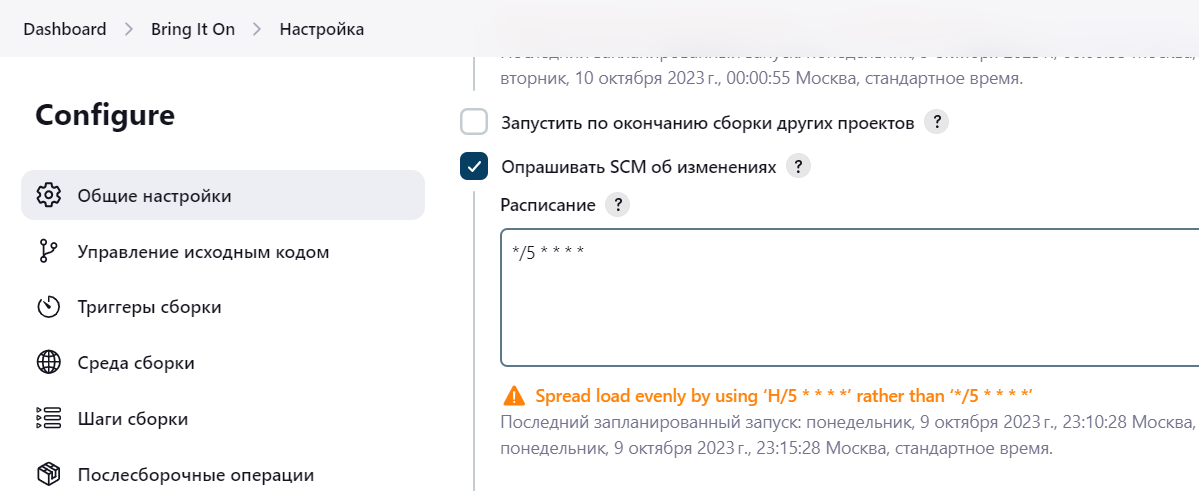 Dashboard > Bring It On > Настройка
вторник, 10 октября 2023 г., 00:00:55 Москва, стандартное время.
Configure
Запустить по окончанию сборки других проектов ?
Опрашивать SCM об изменениях ?
Общие настройки
Расписание ?
*/5 * * * *
Управление исходным кодом
Триггеры сборки
Среда сборки
Spread load evenly by using ‘H/5 * * * *’ rather than ‘*/5 * * * *’
Шаги сборки
Последний запланированный запуск: понедельник, 9 октября 2023 г., 23:10:28 Москва,
понедельник, 9 октября 2023 г., 23:15:28 Москва, стандартное время.
Послесборочные операции